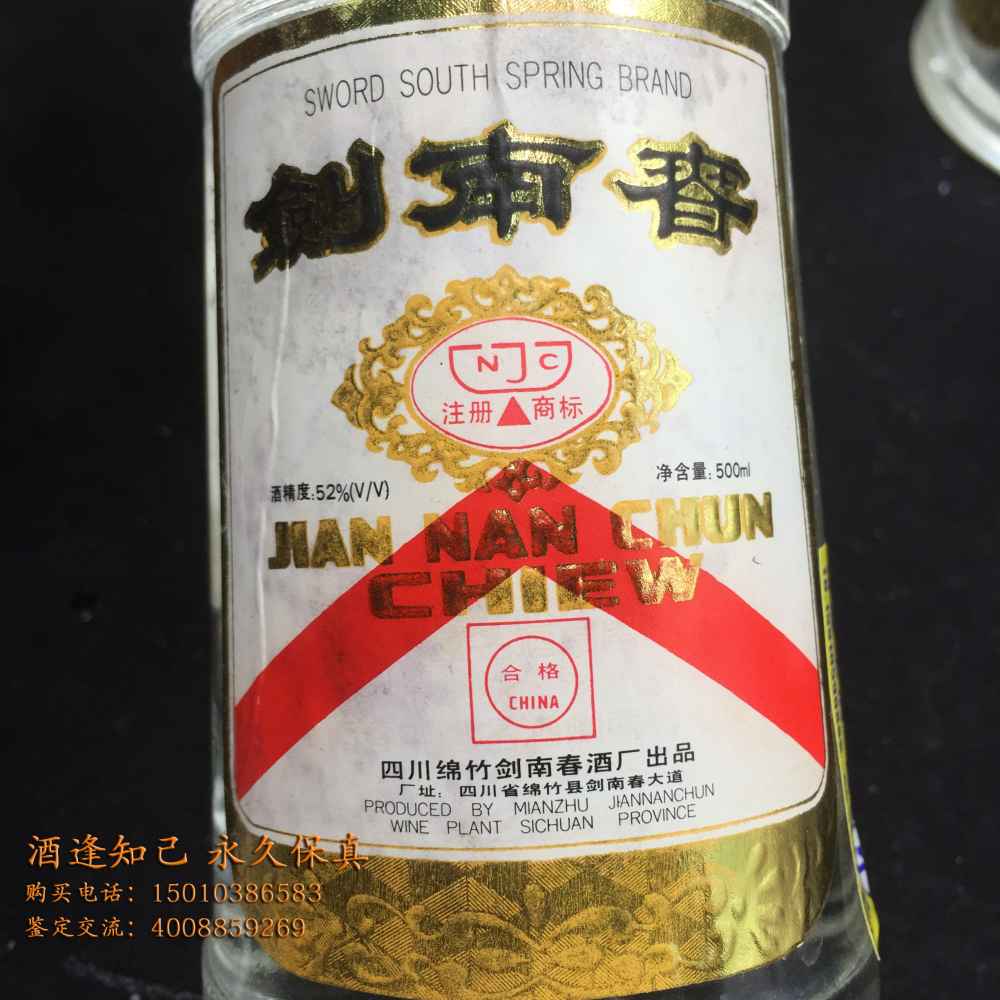 SWORD SOUTH SPRING BRAND
剑南春
NJC
注册 商标
酒精度:52%(V/V)
净含量:500ml
JIAN NAN CHUN
CHIEW
合格
CHINA
四川绵竹剑南春酒厂出品
厂址:四川省绵竹县剑南春大道
PRODUCED BY MIANZHU JIANNANCHUN
WINE PLANT SICHUAN PROVINCE
酒逢知己 永久保真
购买电话：15010386583
鉴定交流：4008859269